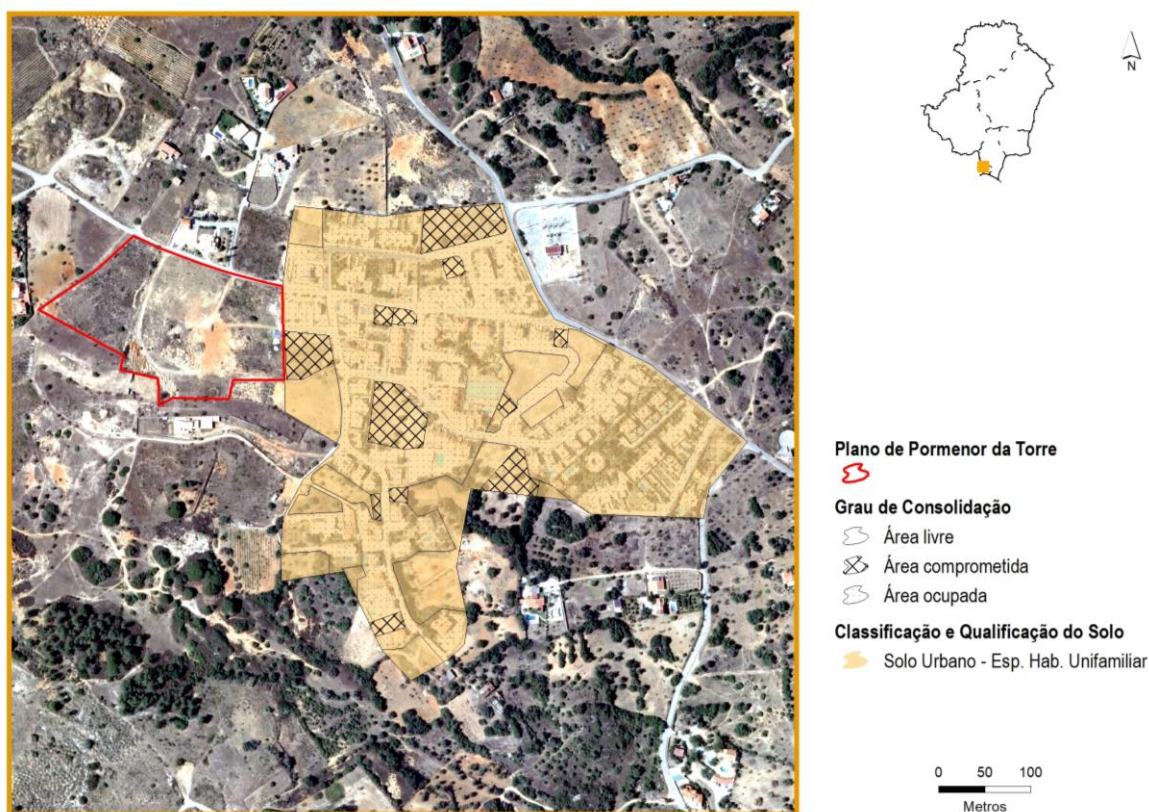 N
Plano de Pormenor da Torre
Grau de Consolidação
Área livre
Área comprometida
Área ocupada
Classificação e Qualificação do Solo
Solo Urbano - Esp. Hab. Unifamiliar
0 50 100
Metros